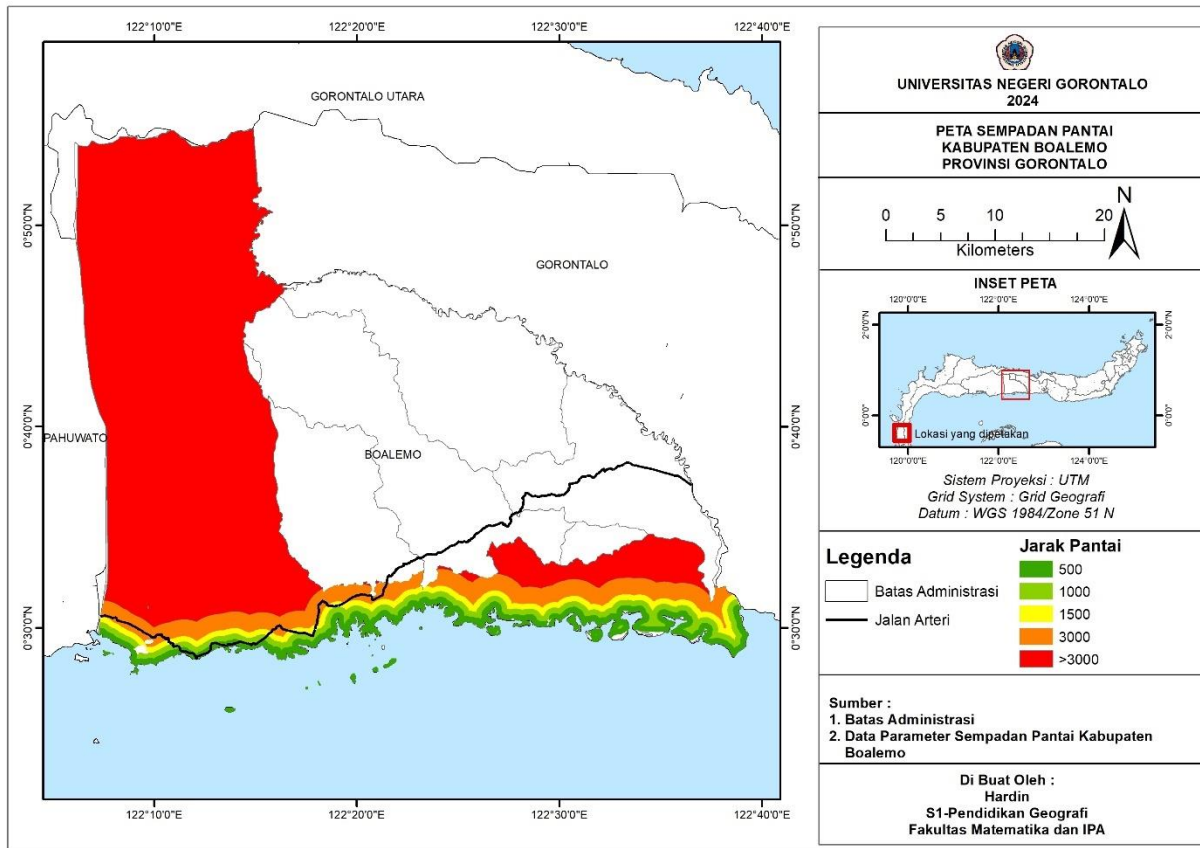 122°10'0"E
122°20'0"E
122°30'0"E
122°40'0"E
0°50'0"N
0°40'0"N
0°30'0"N
0°50'0"N
0°40'0"N
0°30'0"N
GORONTALO UTARA
GORONTALO
PAHUWATO
BOALEMO
122°10'0"E
122°20'0"E
122°30'0"E
122°40'0"E
UNIVERSITAS NEGERI GORONTALO
2024
PETA SEMPADAN PANTAI
KABUPATEN BOALEMO
PROVINSI GORONTALO
N
0 5 10 20
Kilometers
INSET PETA
120°0'0"E 122°0'0"E 124°0'0"E
2°0'0"N 2°0'0"N
0°0'0" 0°0'0"
Lokasi yang dipetakan
120°0'0"E 122°0'0"E 124°0'0"E
Sistem Proyeksi : UTM
Grid System : Grid Geografi
Datum : WGS 1984/Zone 51 N
Legenda
Batas Administrasi
Jalan Arteri
Jarak Pantai
500
1000
1500
3000
>3000
Sumber :
1. Batas Administrasi
2. Data Parameter Sempadan Pantai Kabupaten
Boalemo
Di Buat Oleh :
Hardin
S1-Pendidikan Geografi
Fakultas Matematika dan IPA